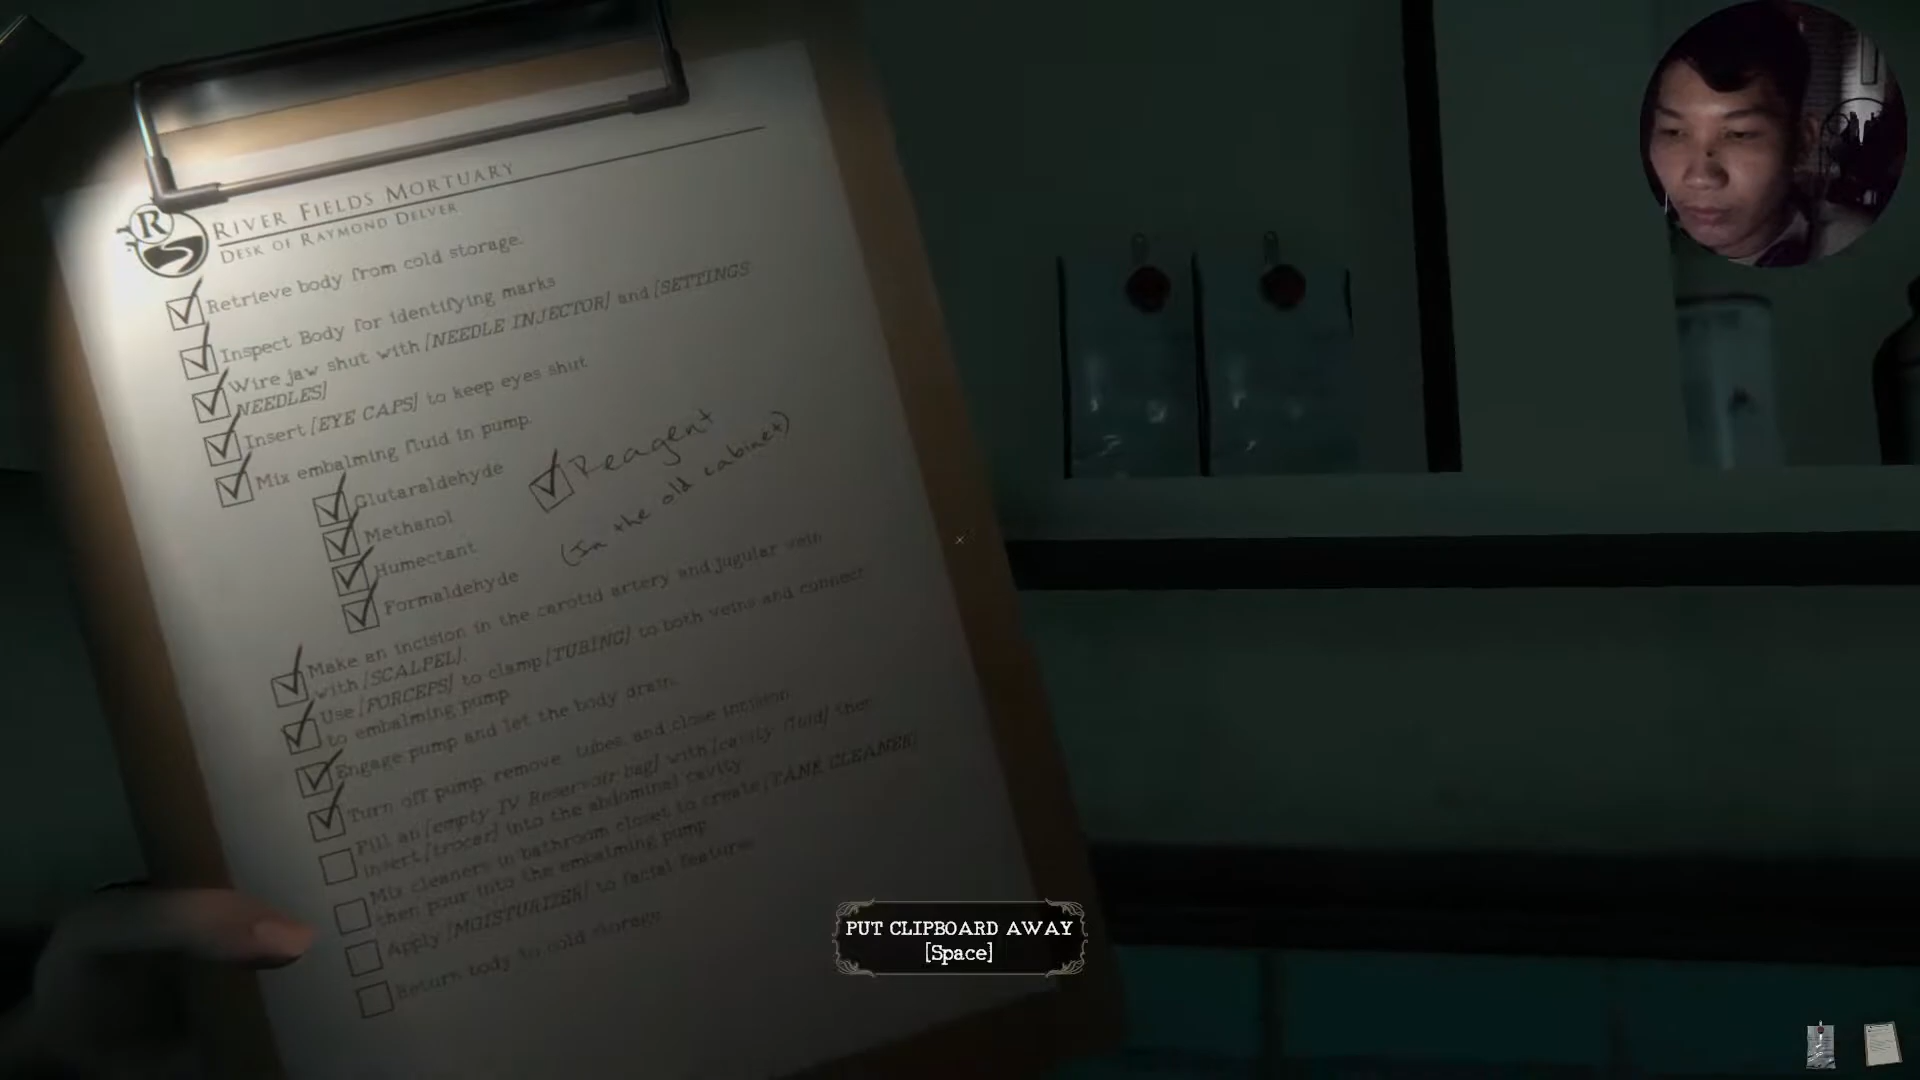 R
RIVER FIELDS MORTUARY
DESK OF RAYMOND DELVER
Retrieve body from cold storage.
Inspect Body for identifying marks
Wire jaw shut with [NEEDLE INJECTOR] and [SETTINGS
NEEDLES]
Insert [EYE CAPS] to keep eyes shut
Mix embalming fluid in pump.
Glutaraldehyde
Methanol
Humectant
Formaldehyde
Reagent
(In the old cabinet)
Make an incision in the carotid artery and jugular vein
with [SCALPEL].
Use [FORCEPS] to clamp [TUBING] to both veins and connect
to embalming pump
Engage pump and let the body drain.
Turn off pump, remove tubes, and close incision.
Fill an [empty IV Reservoir bag] with [cavity fluid] then
insert [trocar] into the abdominal cavity
Mix cleaners in bathroom closet to create [TANK CLEANER]
then pour into the embalming pump
Apply [MOISTURIZER] to facial features
Return body to cold storage.
PUT CLIPBOARD AWAY
[Space]